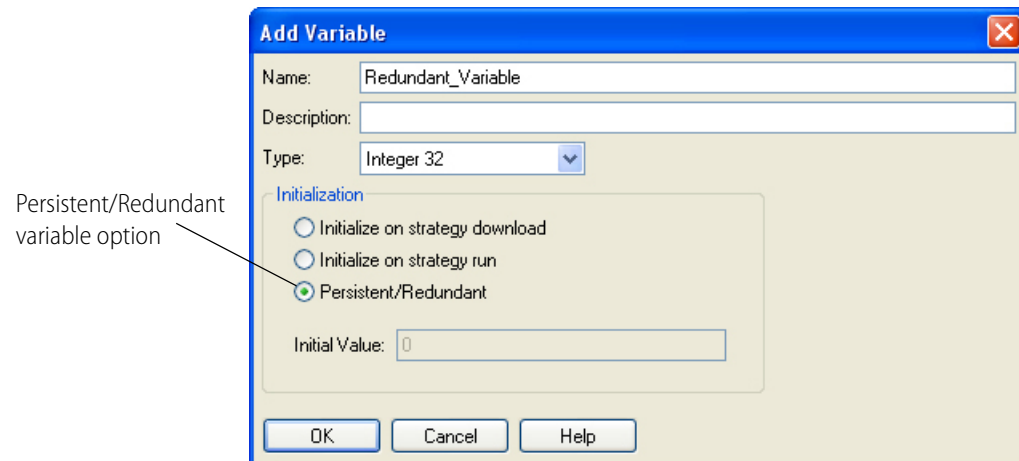 Add Variable
Name: Redundant_Variable
Description:
Type: Integer 32
Initialization
Initialize on strategy download
Initialize on strategy run
Persistent/Redundant
Initial Value: 0
OK Cancel Help
Persistent/Redundant
variable option